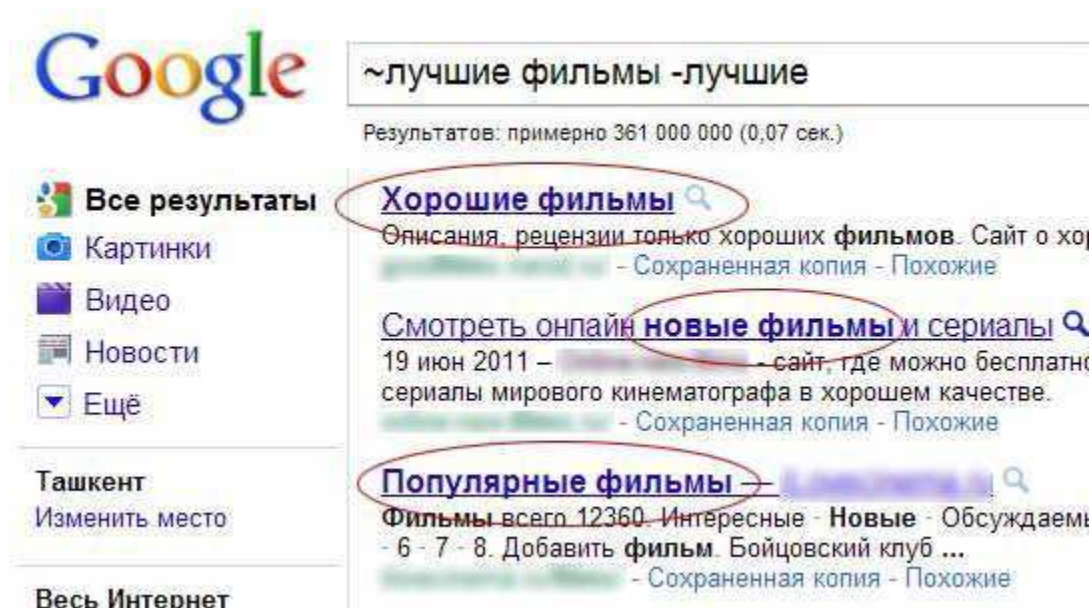 Google
~лучшие фильмы -лучшие
Результатов: примерно 361 000 000 (0,07 сек.)
Все результаты
Картинки
Видео
Новости
Ещё
Ташкент
Изменить место
Весь Интернет
Хорошие фильмы
Описания, рецензии только хороших фильмов. Сайт о хор
- Сохраненная копия - Похожие
Смотреть онлайн новые фильмы и сериалы
19 июн 2011 – - сайт, где можно бесплатно
сериалы мирового кинематографа в хорошем качестве.
- Сохраненная копия - Похожие
Популярные фильмы —
Фильмы всего 12360. Интересные - Новые - Обсуждаемы
- 6 - 7 - 8. Добавить фильм. Бойцовский клуб ...
- Сохраненная копия - Похожие